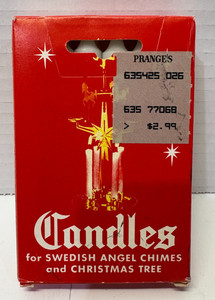 PRANGE'S
635425 026
635 77068
> $2.99
Candles
for SWEDISH ANGEL CHIMES
and CHRISTMAS TREE